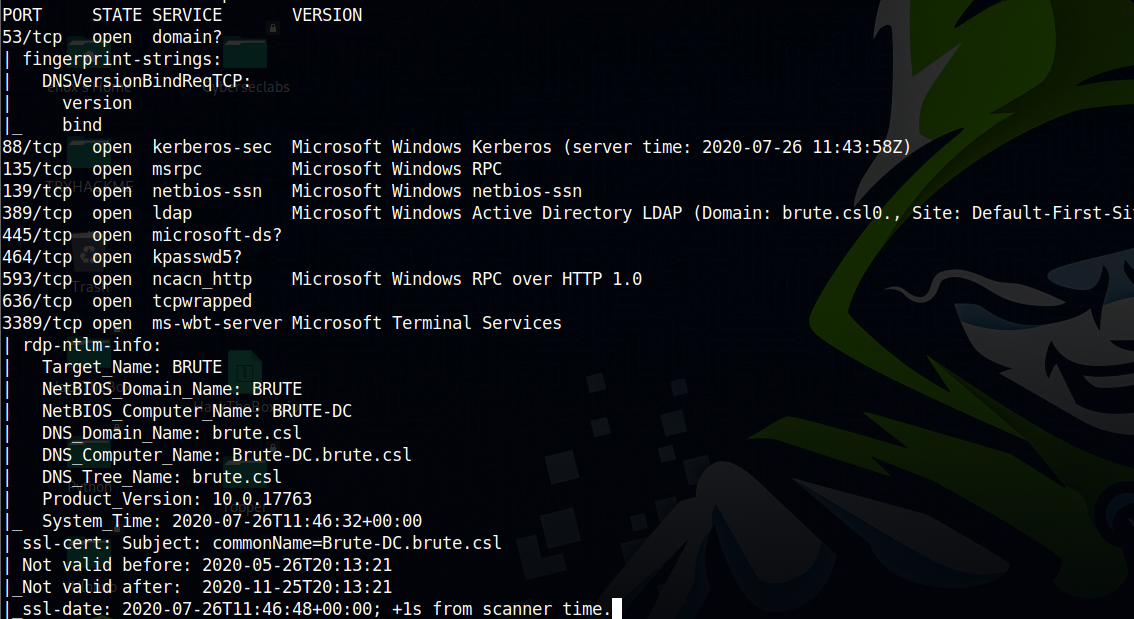 PORT     STATE SERVICE       VERSION
53/tcp   open  domain?
| fingerprint-strings:
|   DNSVersionBindReqTCP:
|     version
|_    bind
88/tcp   open  kerberos-sec  Microsoft Windows Kerberos (server time: 2020-07-26 11:43:58Z)
135/tcp  open  msrpc         Microsoft Windows RPC
139/tcp  open  netbios-ssn   Microsoft Windows netbios-ssn
389/tcp  open  ldap          Microsoft Windows Active Directory LDAP (Domain: brute.csl0., Site: Default-First-Sit
445/tcp  open  microsoft-ds?
464/tcp  open  kpasswd5?
593/tcp  open  ncacn_http    Microsoft Windows RPC over HTTP 1.0
636/tcp  open  tcpwrapped
3389/tcp open  ms-wbt-server Microsoft Terminal Services
| rdp-ntlm-info:
|   Target_Name: BRUTE
|   NetBIOS_Domain_Name: BRUTE
|   NetBIOS_Computer_Name: BRUTE-DC
|   DNS_Domain_Name: brute.csl
|   DNS_Computer_Name: Brute-DC.brute.csl
|   DNS_Tree_Name: brute.csl
|   Product_Version: 10.0.17763
|_  System_Time: 2020-07-26T11:46:32+00:00
| ssl-cert: Subject: commonName=Brute-DC.brute.csl
| Not valid before: 2020-05-26T20:13:21
|_Not valid after:  2020-11-25T20:13:21
|_ssl-date: 2020-07-26T11:46:48+00:00; +1s from scanner time.
Cyberseclabs
Trash